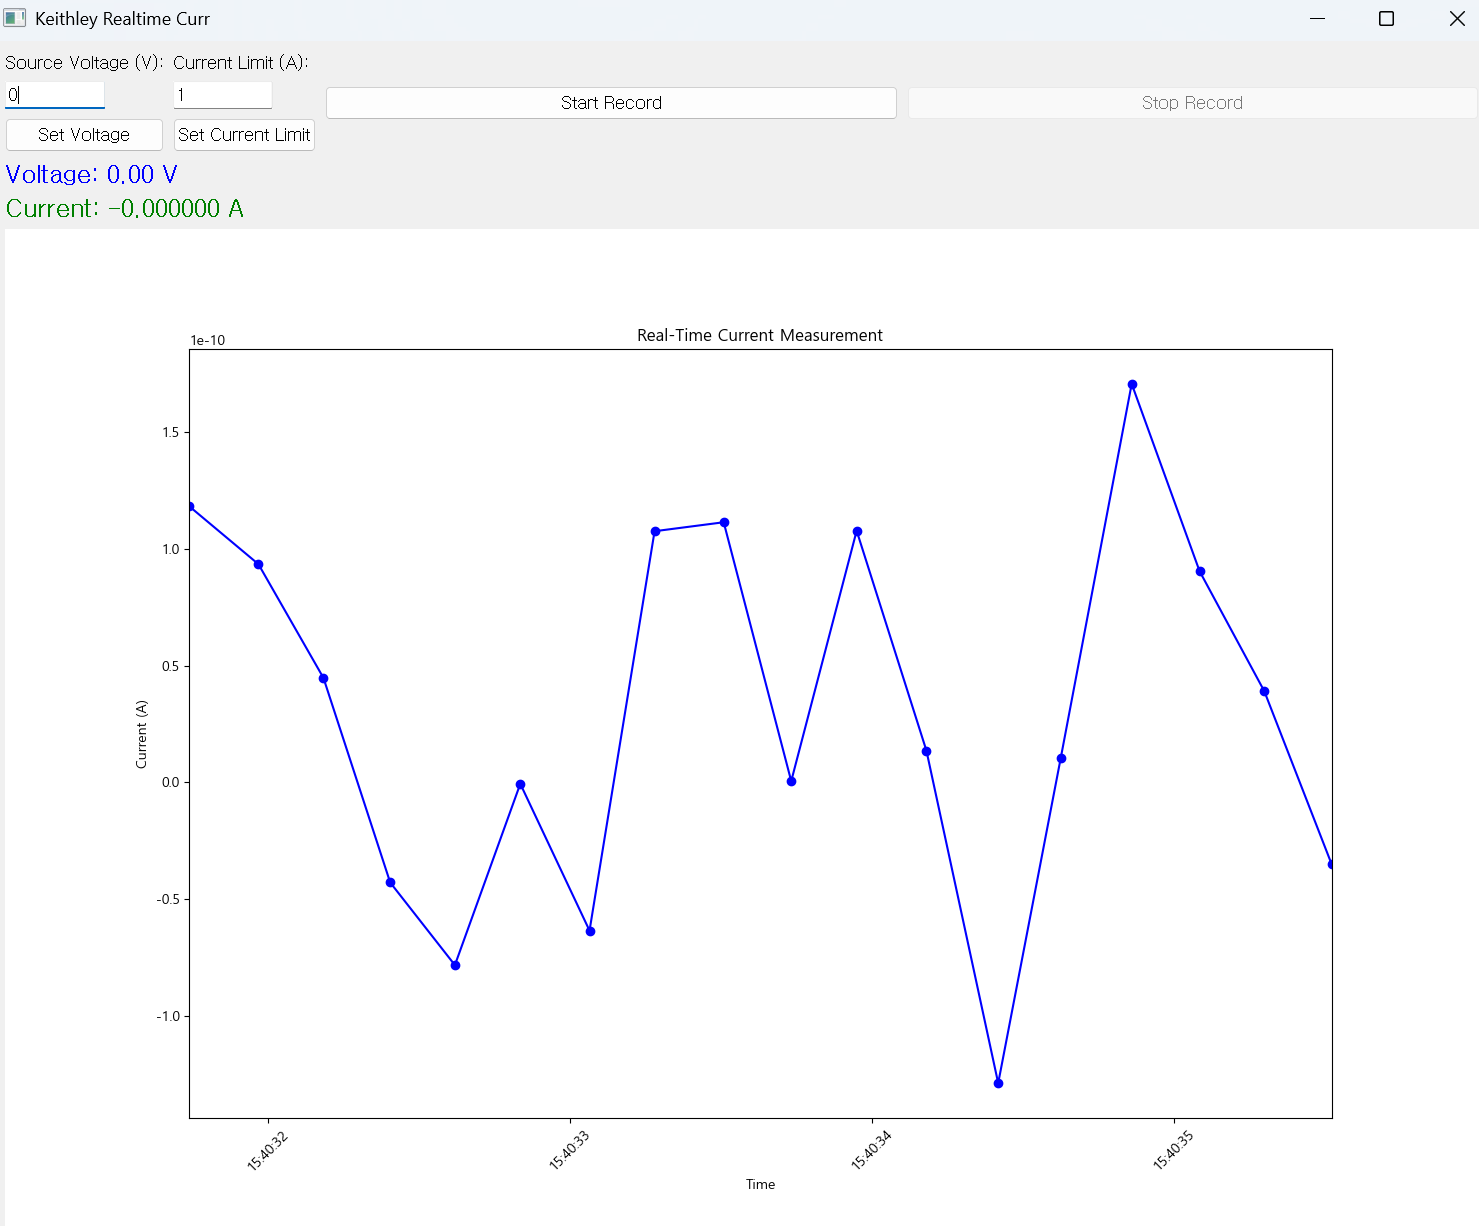 Keithley Realtime Curr
Source Voltage (V): Current Limit (A):
0 1
Start Record Stop Record
Set Voltage Set Current Limit
Voltage: 0.00 V
Current: -0.000000 A
Real-Time Current Measurement
1e-10
1.5
1.0
0.5
0.0
-0.5
-1.0
Current (A)
15:40:32 15:40:33 15:40:34 15:40:35
Time